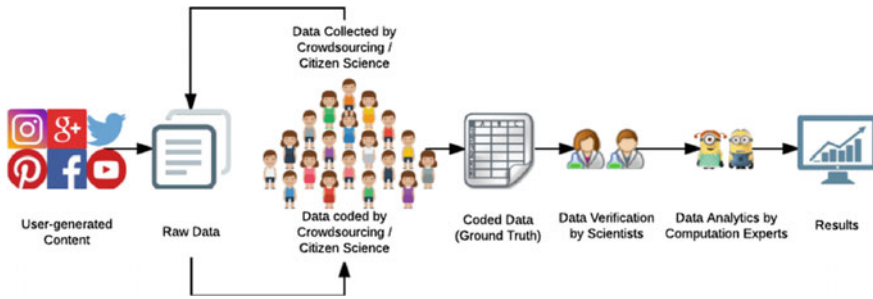 Data Collected by
Crowdsourcing /
Citizen Science
g+
f
User-generated
Content
Raw Data
Data coded by
Crowdsourcing /
Citizen Science
Coded Data
(Ground Truth)
Data Verification
by Scientists
Data Analytics by
Computation Experts
Results